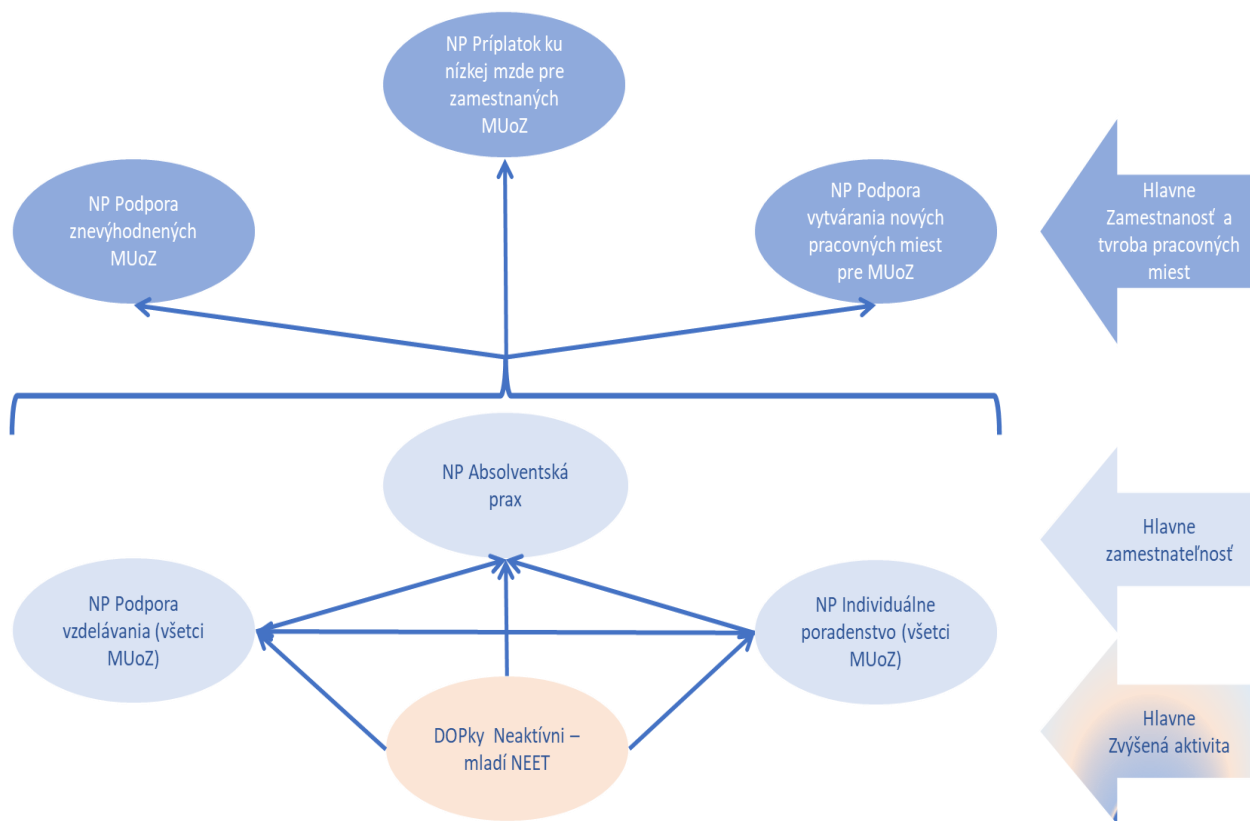 NP Príplatok ku
nízkej mzde pre
zamestnaných
MUoZ
NP Podpora
znevýhodnených
MUoZ
NP Podpora
vytvárania nových
pracovných miest
pre MUoZ
Hlavne
Zamestnanosť a
tvroba pracovných
miest
NP Absolventská
prax
Hlavne
zamestnateľnosť
NP Podpora
vzdelávania (všetci
MUoZ)
NP Individuálne
poradenstvo (všetci
MUoZ)
DOPky Neaktívni –
mladí NEET
Hlavne
Zvýšená aktivita